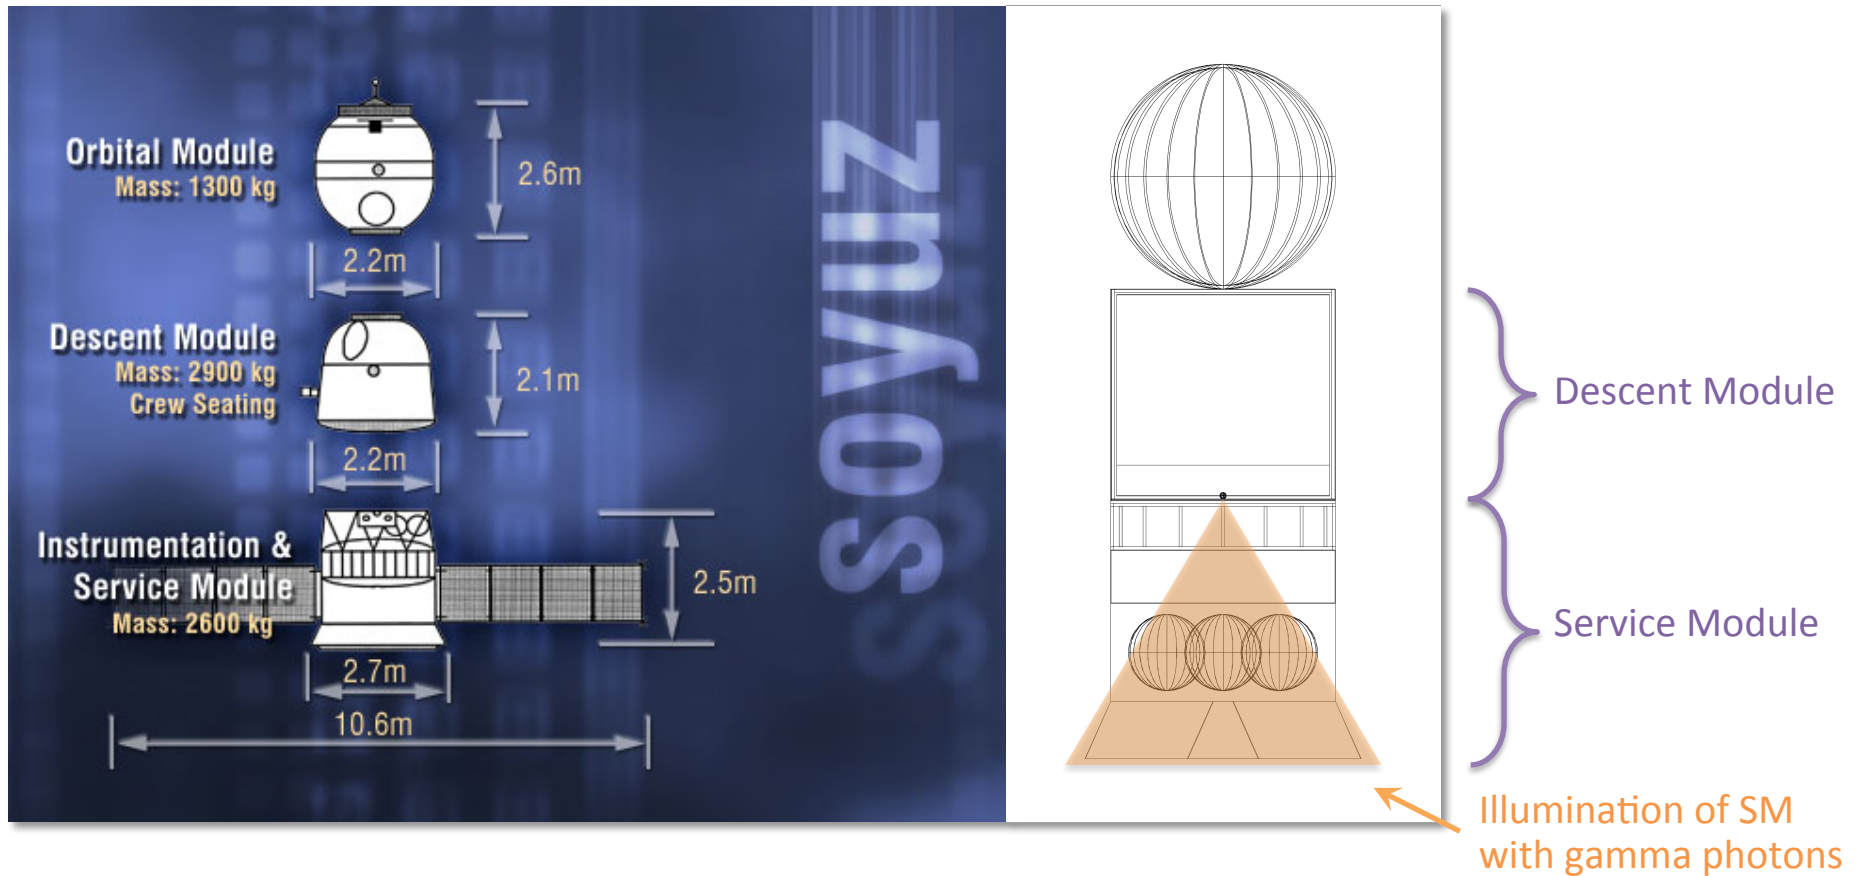 Orbital Module
Mass: 1300 kg
2.6m
2.2m
Descent Module
Mass: 2900 kg
Crew Seating
2.1m
2.2m
Instrumentation &
Service Module
Mass: 2600 kg
2.5m
2.7m
10.6m
soyuz
Descent Module
Service Module
Illumination of SM
with gamma photons